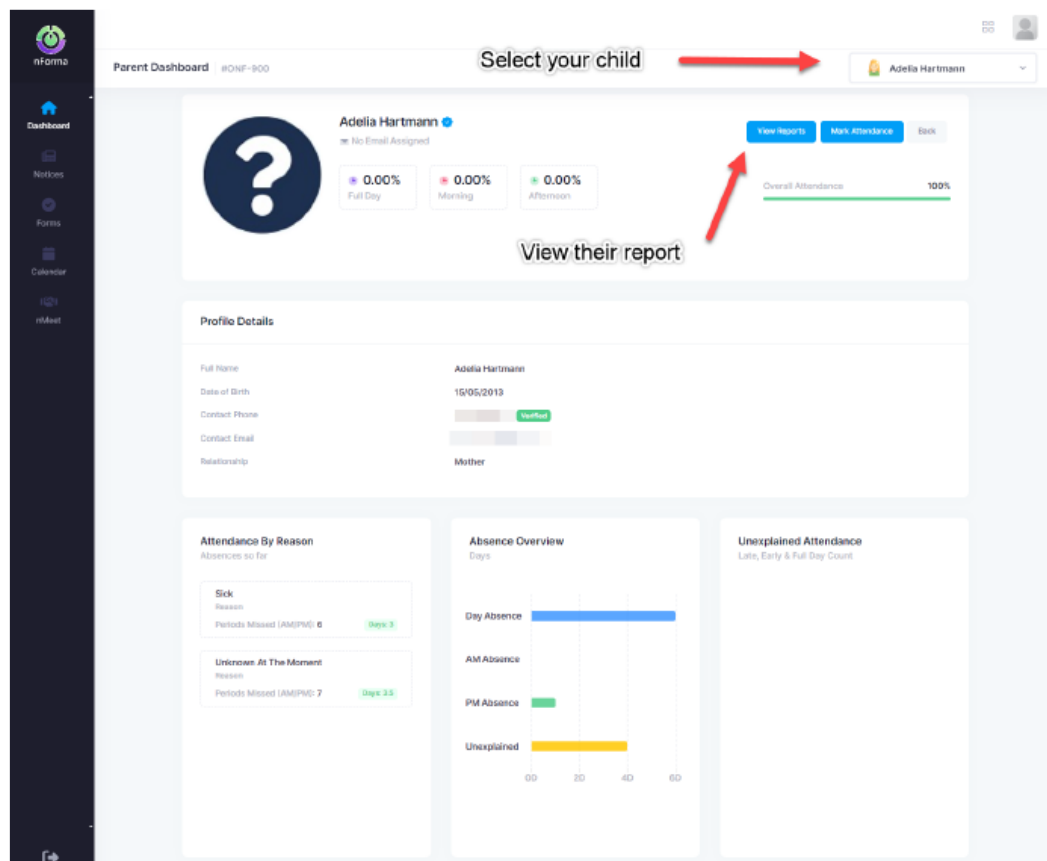 nForma
Parent Dashboard #DNF-900
Select your child
Adelia Hartmann
Dashboard
Notices
Forms
Calendar
nMeet
Adelia Hartmann
No Email Assigned
0.00%
Full Day
0.00%
Morning
0.00%
Afternoon
View Reports
Mark Attendance
Back
Overall Attendance 100%
View their report
Profile Details
Full Name Adelia Hartmann
Date of Birth 15/05/2013
Contact Phone Verified
Contact Email
Relationship Mother
Attendance By Reason
Absences so far
Sick
Reason
Periods Missed (AM|PM): 6 Days: 3
Unknown At The Moment
Reason
Periods Missed (AM|PM): 7 Days: 3.5
Absence Overview
Days
Day Absence
AM Absence
PM Absence
Unexplained
0D 2D 4D 6D
Unexplained Attendance
Late, Early & Full Day Count